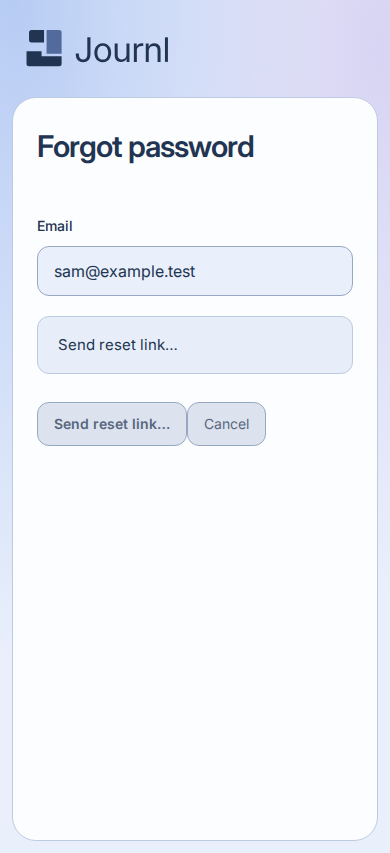 Journl
Forgot password
Email
sam@example.test
Send reset link...
Send reset link... Cancel